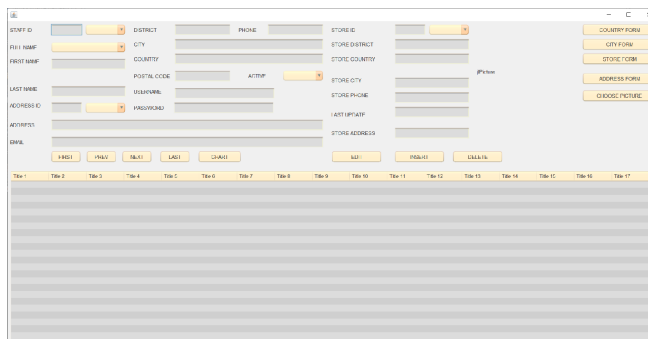 STAFF ID DISTRICT PHONE STORE ID COUNTRY FORM
FULL NAME CITY STORE DISTRICT CITY FORM
FIRST NAME COUNTRY STORE COUNTRY STORE FORM
POSTAL CODE ACTIVE STORE CITY jlPicture ADDRESS FORM
LAST NAME USERNAME STORE PHONE CHOOSE PICTURE
ADDRESS ID PASSWORD LAST UPDATE
ADDRESS STORE ADDRESS
EMAIL
FIRST PREV NEXT LAST CHART EDIT INSERT DELETE
Title 1 Title 2 Title 3 Title 4 Title 5 Title 6 Title 7 Title 8 Title 9 Title 10 Title 11 Title 12 Title 13 Title 14 Title 15 Title 16 Title 17